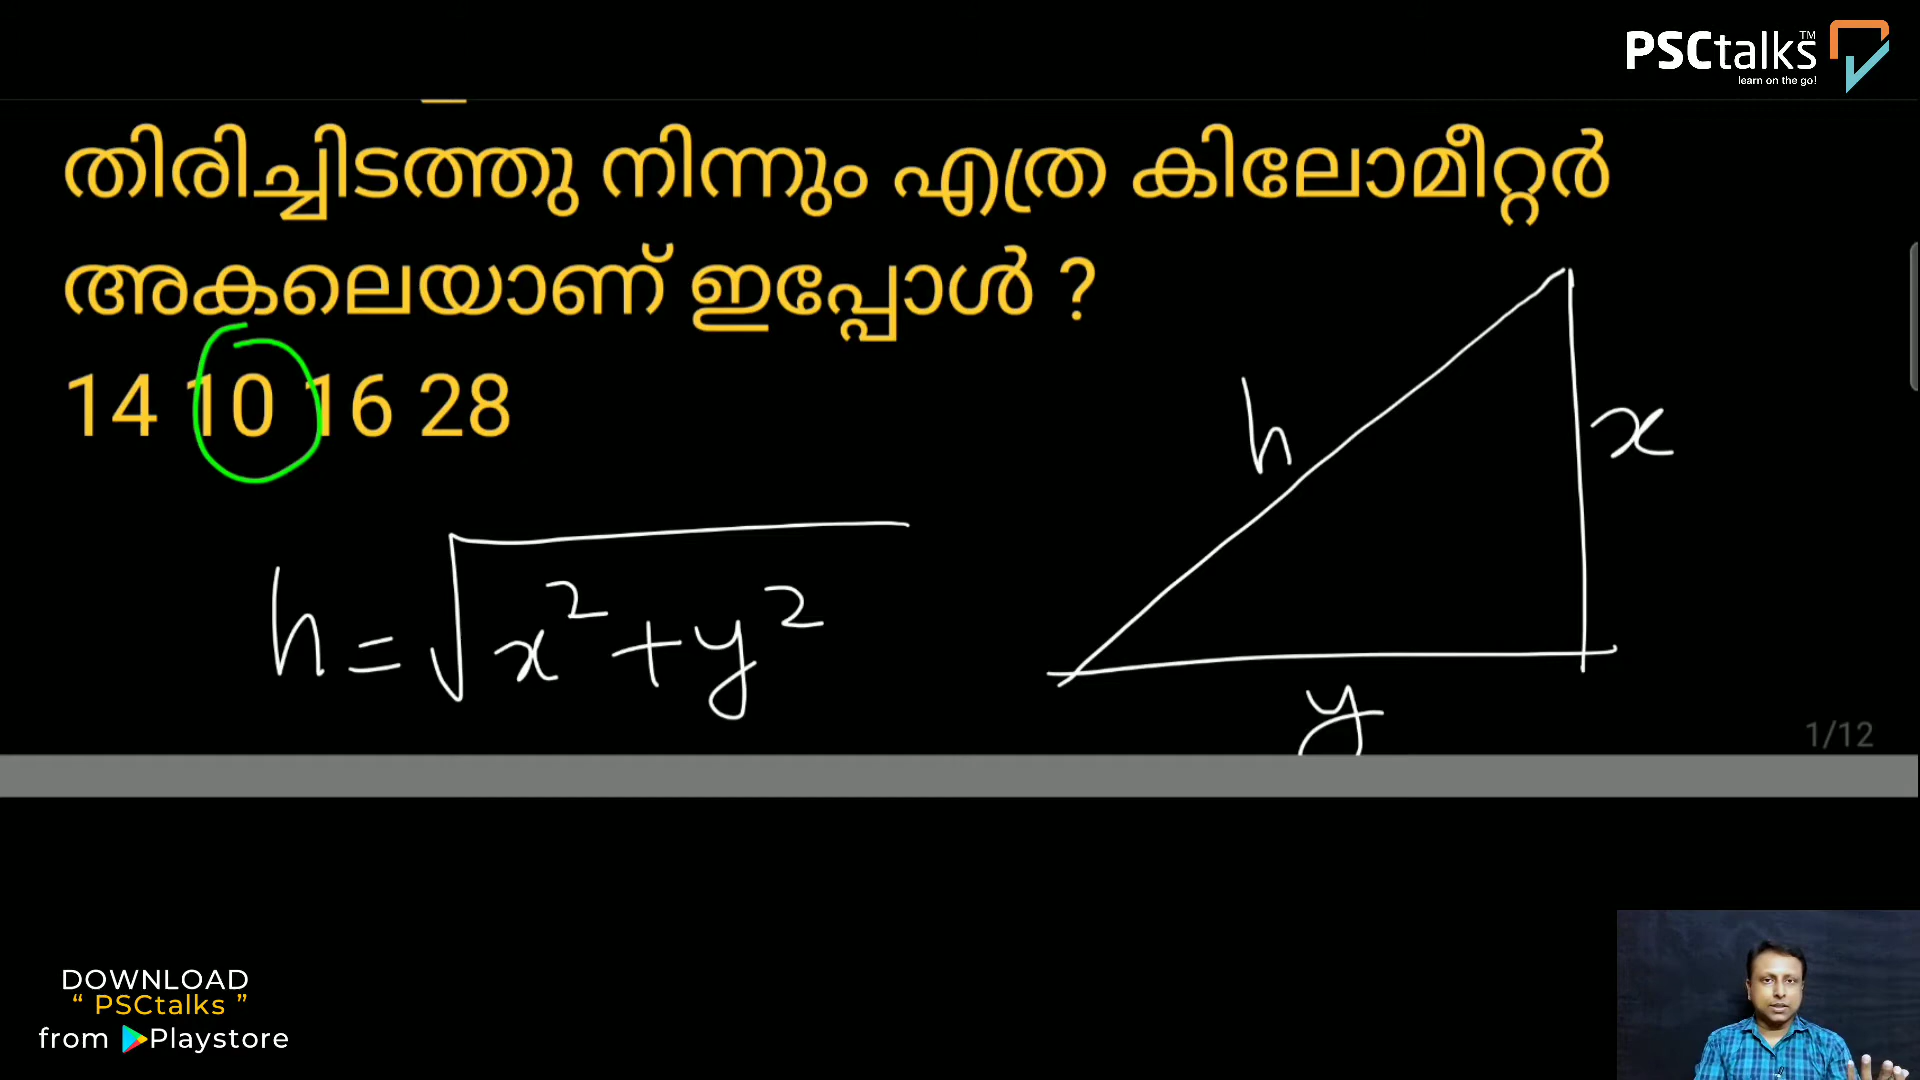 PSCtalks™
learn on the go!
തിരിച്ചിടത്തു നിന്നും എത്ര കിലോമീറ്റർ
അകലെയാണ് ഇപ്പോൾ ?
14 10 16 28
h
x
h = √x² + y²
y
1/12
DOWNLOAD
“ PSCtalks ”
from Playstore